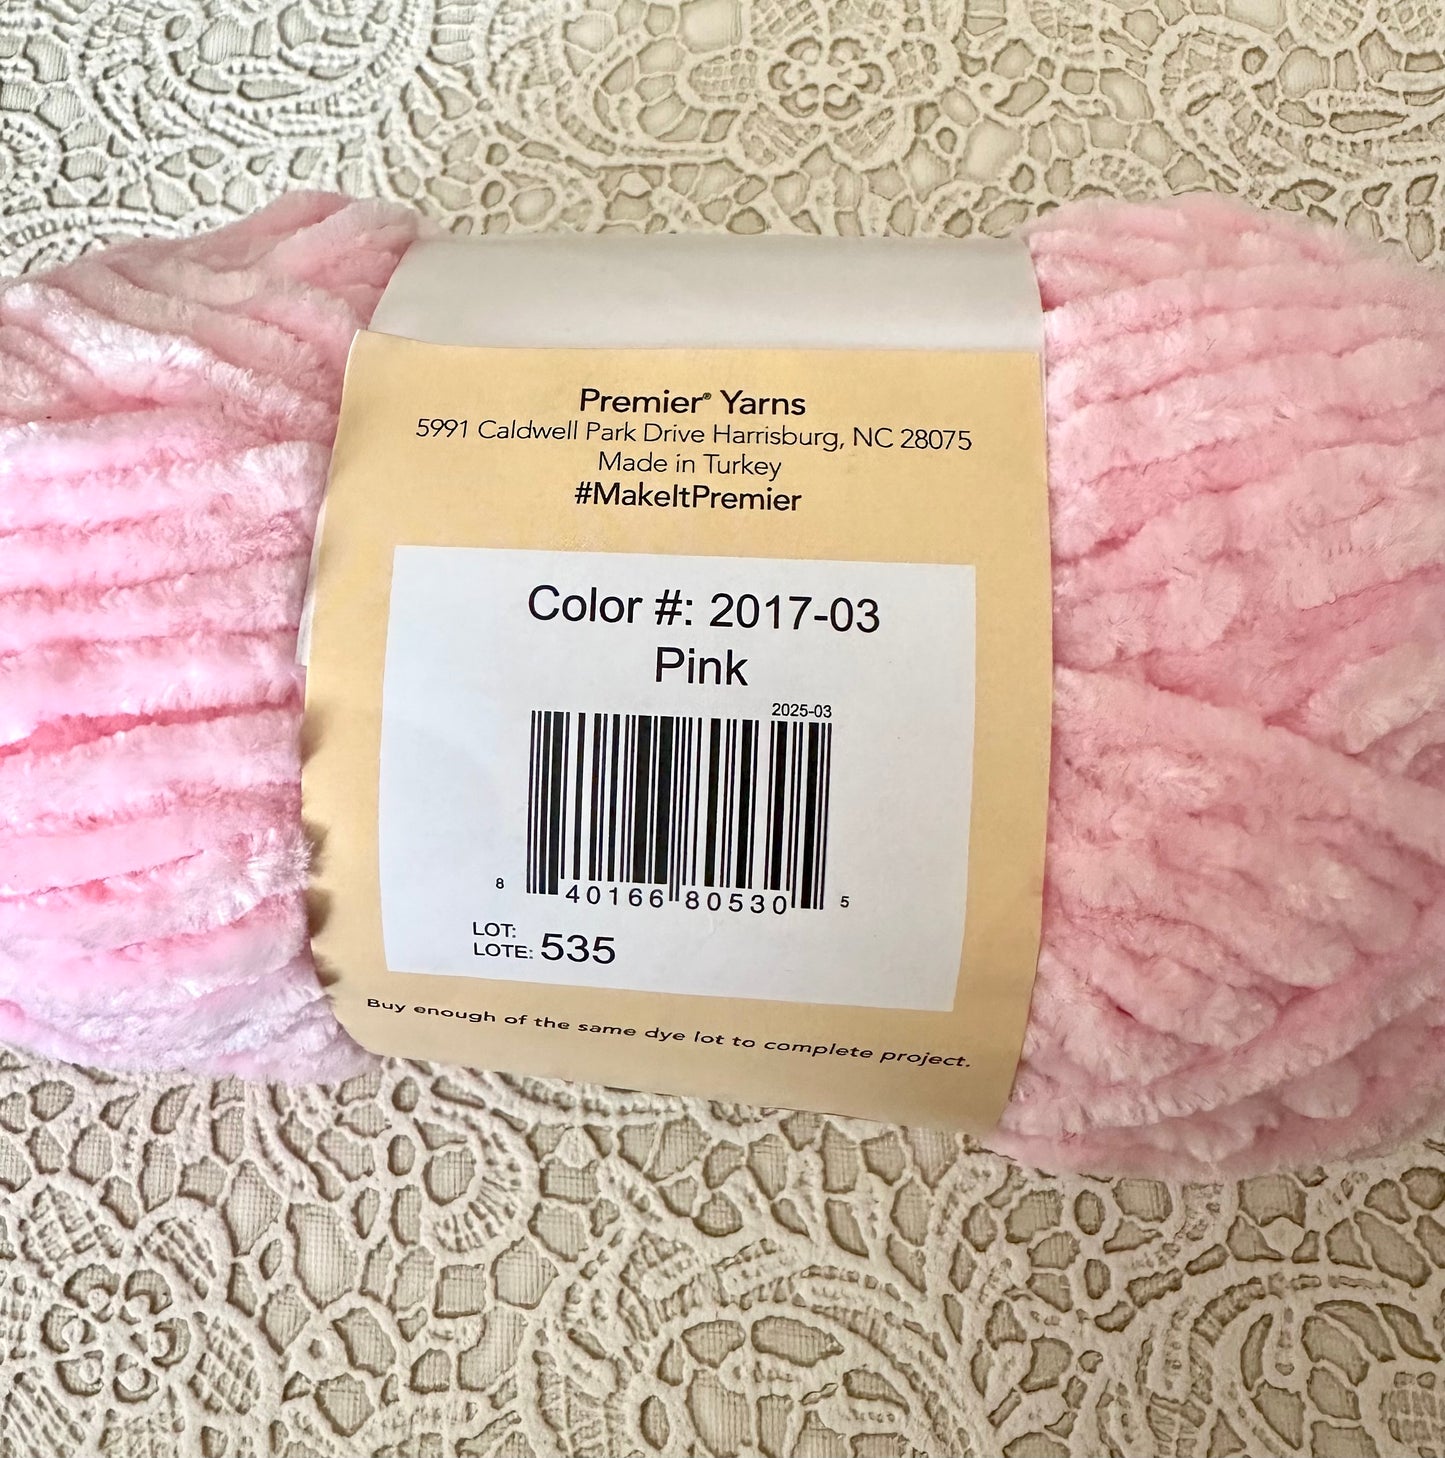 Premier® Yarns
5991 Caldwell Park Drive Harrisburg, NC 28075
Made in Turkey
#MakeItPremier
Color #: 2017-03
Pink
2025-03
8 40166 80530 5
LOT:
LOTE: 535
Buy enough of the same dye lot to complete project.